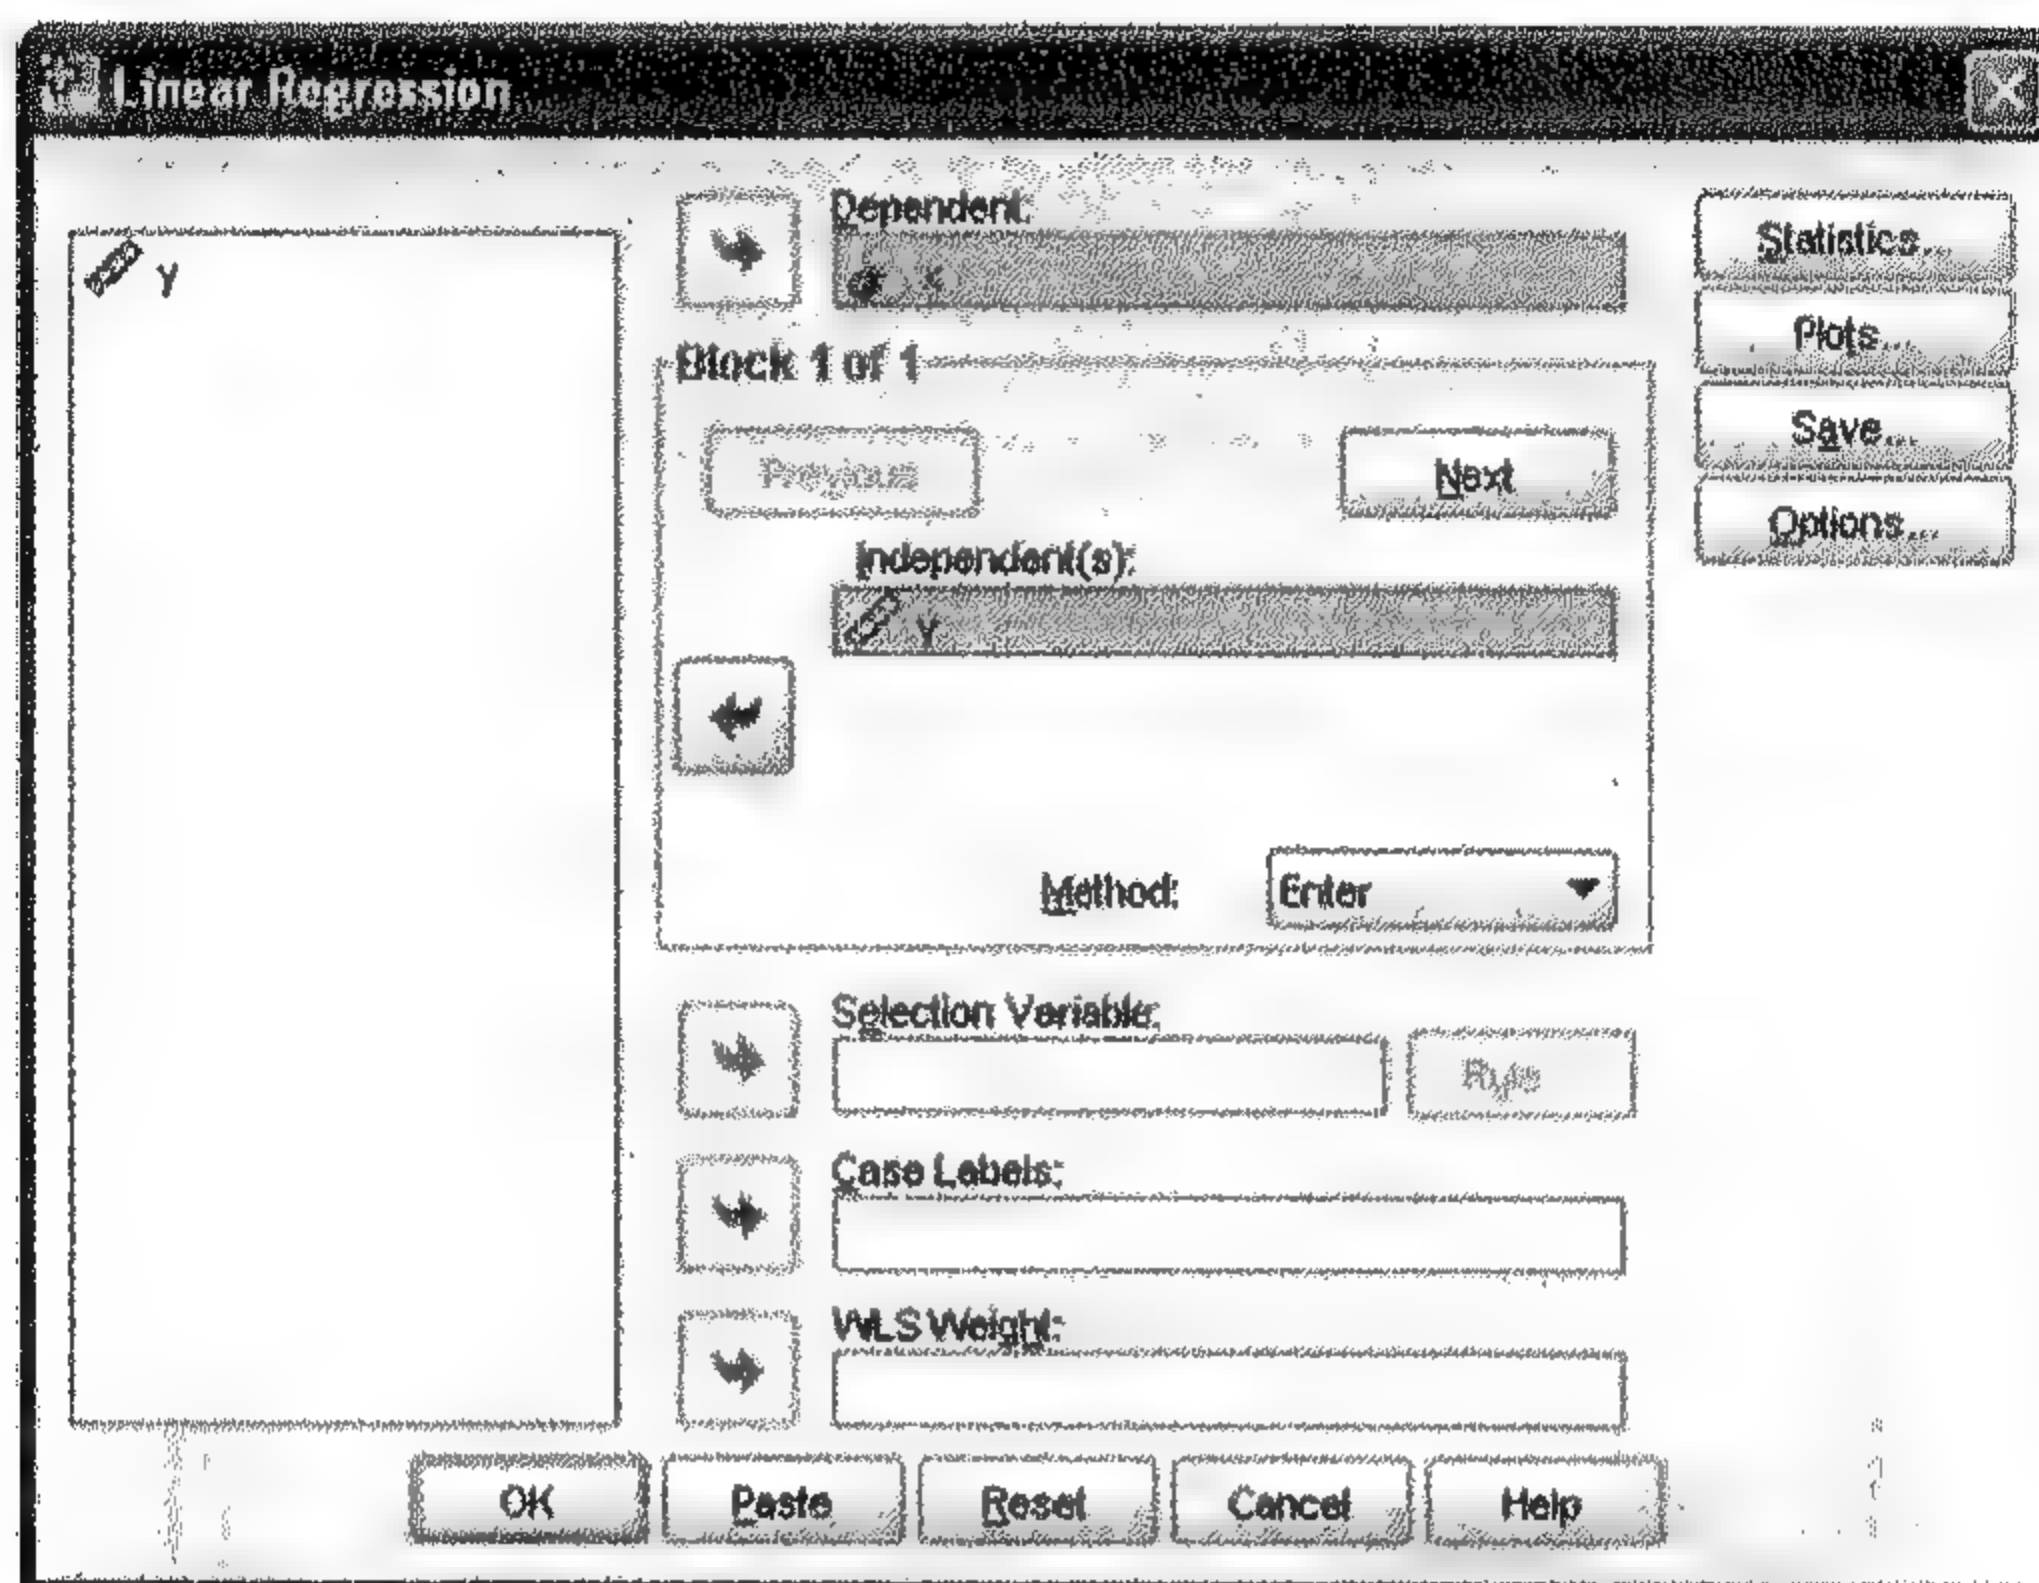 Linear Regression
y
Dependent:
x
Block 1 of 1
Previous
Next
Independent(s):
y
Method:
Enter
Selection Variable:
Case Labels:
WLS Weight:
Statistics...
Plots...
Save...
Options...
OK
Paste
Reset
Cancel
Help